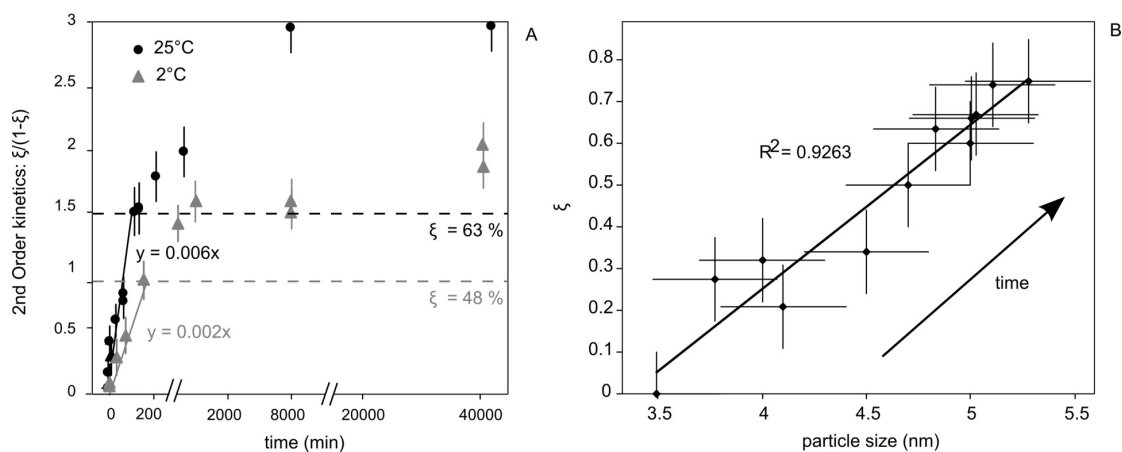 3
2.5
2
1.5
1
0.5
0
2nd Order kinetics: ξ/(1-ξ)
25°C
2°C
A
ξ = 63 %
y = 0.006x
ξ = 48 %
y = 0.002x
0 200 2000 8000 20000 40000
time (min)
B
0.8
0.7
0.6
0.5
0.4
0.3
0.2
0.1
0
ξ
R2= 0.9263
time
3.5 4 4.5 5 5.5
particle size (nm)